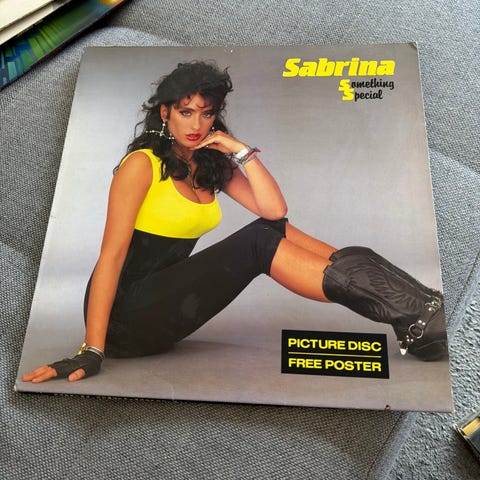 Sabrina
Something
Special
PICTURE DISC
FREE POSTER